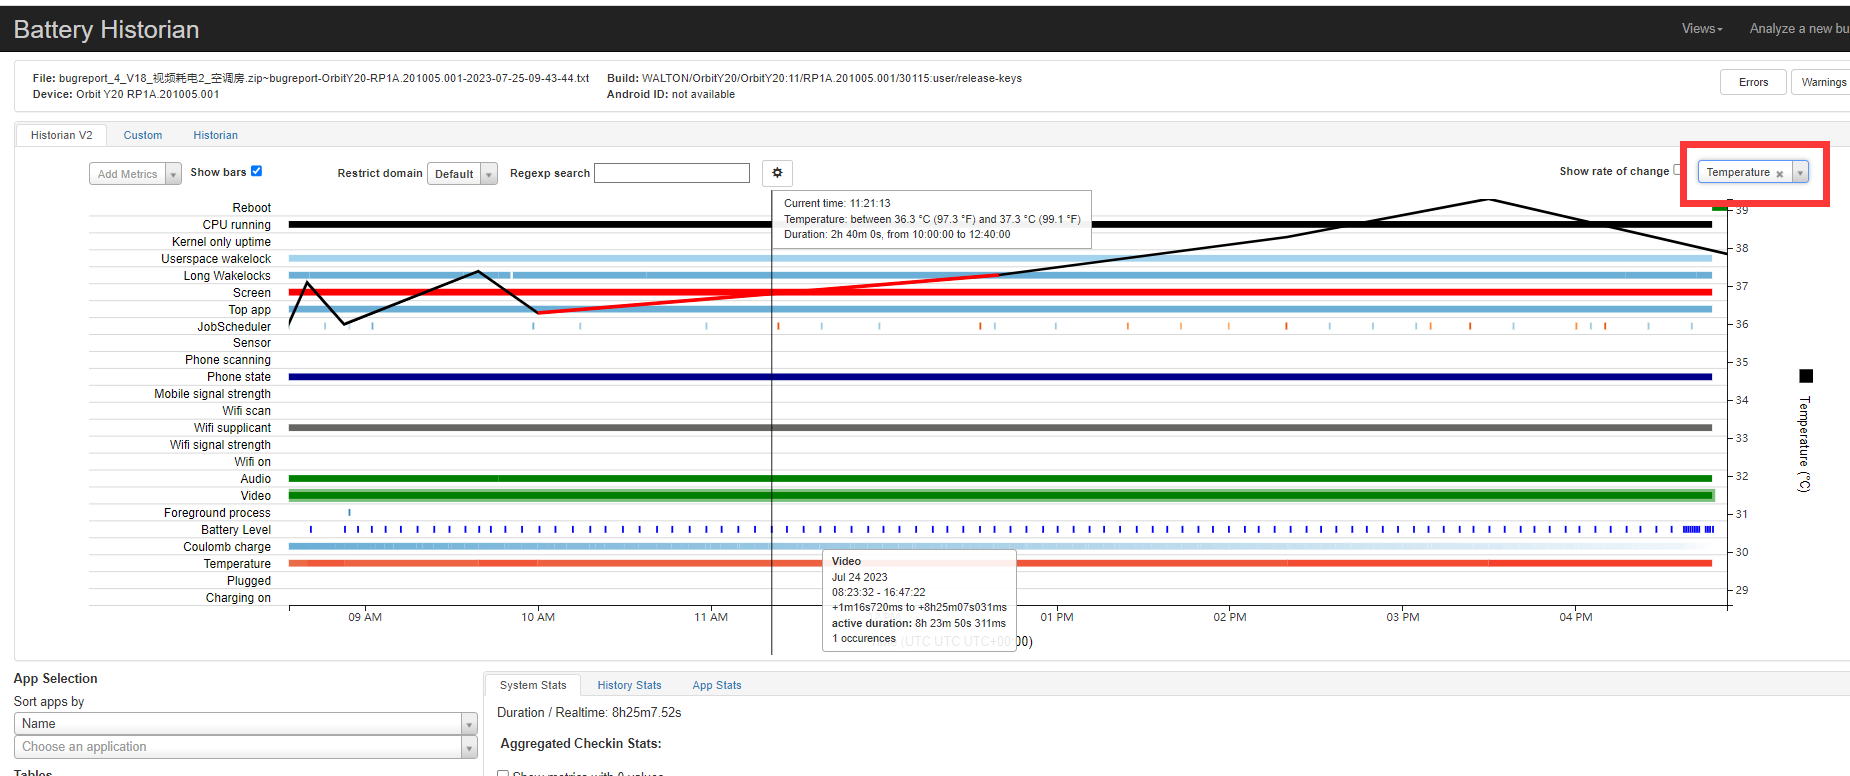 Battery Historian
Views
Analyze a new bu
File: bugreport_4_V18_视频耗电2_空调房.zip~bugreport-OrbitY20-RP1A.201005.001-2023-07-25-09-43-44.txt
Build: WALTON/OrbitY20/OrbitY20:11/RP1A.201005.001/30115:user/release-keys
Device: Orbit Y20 RP1A.201005.001
Android ID: not available
Errors
Warnings
Historian V2
Custom
Historian
Add Metrics
Show bars
Restrict domain
Default
Regexp search
Show rate of change
Temperature
Current time: 11:21:13
Temperature: between 36.3 °C (97.3 °F) and 37.3 °C (99.1 °F)
Duration: 2h 40m 0s, from 10:00:00 to 12:40:00
Reboot
CPU running
Kernel only uptime
Userspace wakelock
Long Wakelocks
Screen
Top app
JobScheduler
Sensor
Phone scanning
Phone state
Mobile signal strength
Wifi scan
Wifi supplicant
Wifi signal strength
Wifi on
Audio
Video
Foreground process
Battery Level
Coulomb charge
Temperature
Plugged
Charging on
39
38
37
36
35
34
33
32
31
30
29
Temperature (°C)
Video
Jul 24 2023
08:23:32 - 16:47:22
+1m16s720ms to +8h25m07s031ms
active duration: 8h 23m 50s 311ms
1 occurences
09 AM
10 AM
11 AM
01 PM
02 PM
03 PM
04 PM
(UTC UTC UTC+00:00)
App Selection
Sort apps by
Name
Choose an application
Tables
System Stats
History Stats
App Stats
Duration / Realtime: 8h25m7.52s
Aggregated Checkin Stats:
Show metrics with 0 values